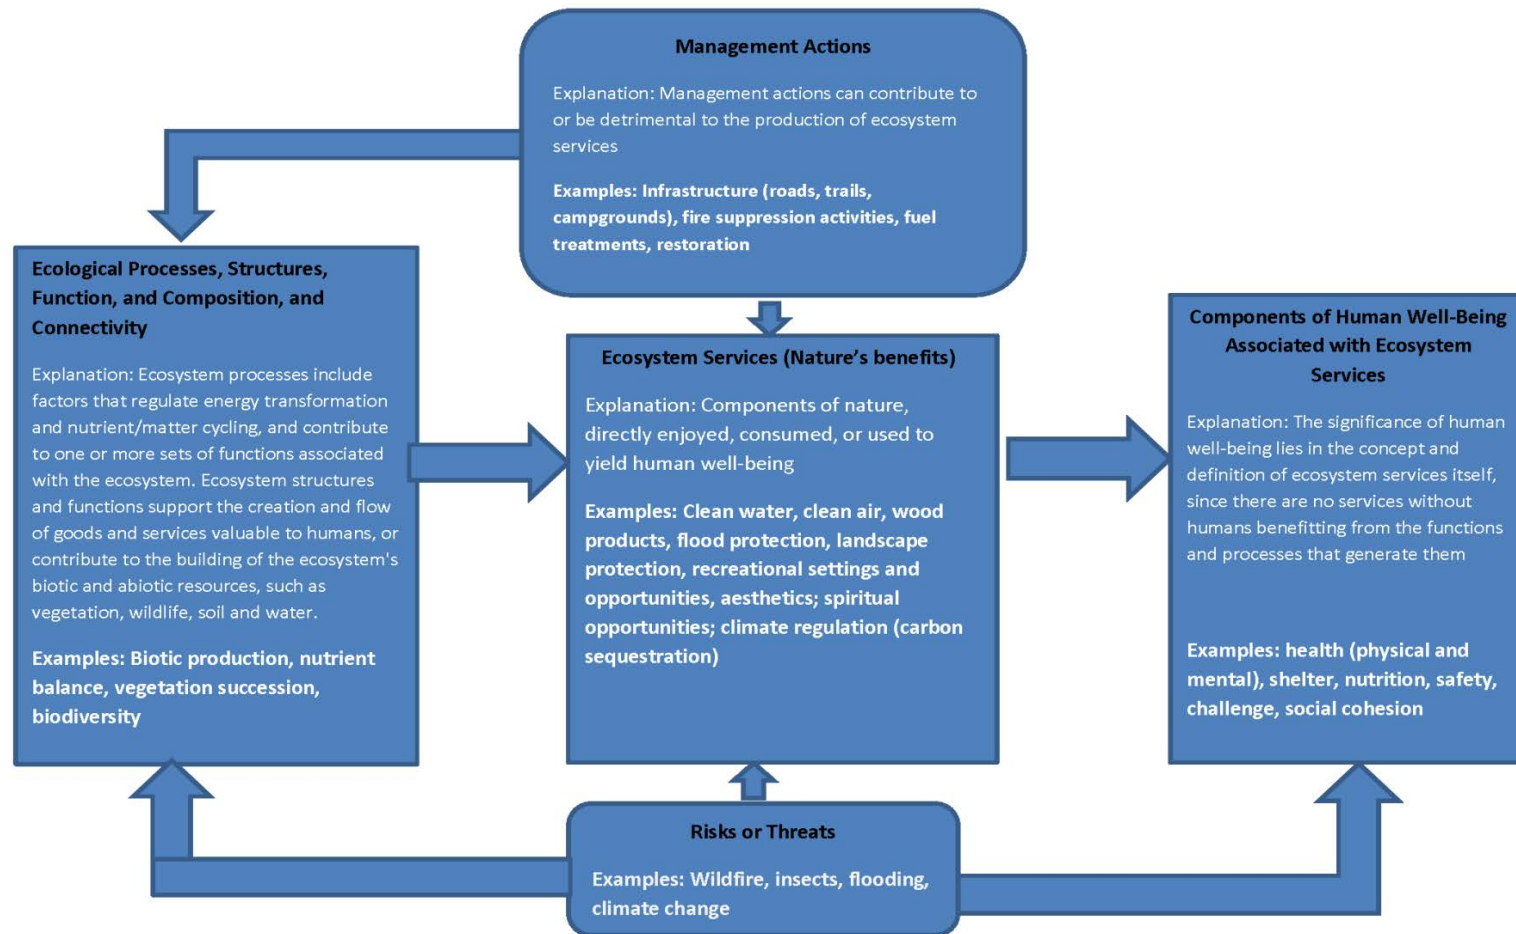 Management Actions
Explanation: Management actions can contribute to
or be detrimental to the production of ecosystem
services
Examples: Infrastructure (roads, trails,
campgrounds), fire suppression activities, fuel
treatments, restoration
Ecological Processes, Structures,
Function, and Composition, and
Connectivity
Explanation: Ecosystem processes include
factors that regulate energy transformation
and nutrient/matter cycling, and contribute
to one or more sets of functions associated
with the ecosystem. Ecosystem structures
and functions support the creation and flow
of goods and services valuable to humans, or
contribute to the building of the ecosystem's
biotic and abiotic resources, such as
vegetation, wildlife, soil and water.
Examples: Biotic production, nutrient
balance, vegetation succession,
biodiversity
Ecosystem Services (Nature’s benefits)
Explanation: Components of nature,
directly enjoyed, consumed, or used to
yield human well-being
Examples: Clean water, clean air, wood
products, flood protection, landscape
protection, recreational settings and
opportunities, aesthetics; spiritual
opportunities; climate regulation (carbon
sequestration)
Components of Human Well-Being
Associated with Ecosystem
Services
Explanation: The significance of human
well-being lies in the concept and
definition of ecosystem services itself,
since there are no services without
humans benefitting from the functions
and processes that generate them
Examples: health (physical and
mental), shelter, nutrition, safety,
challenge, social cohesion
Risks or Threats
Examples: Wildfire, insects, flooding,
climate change